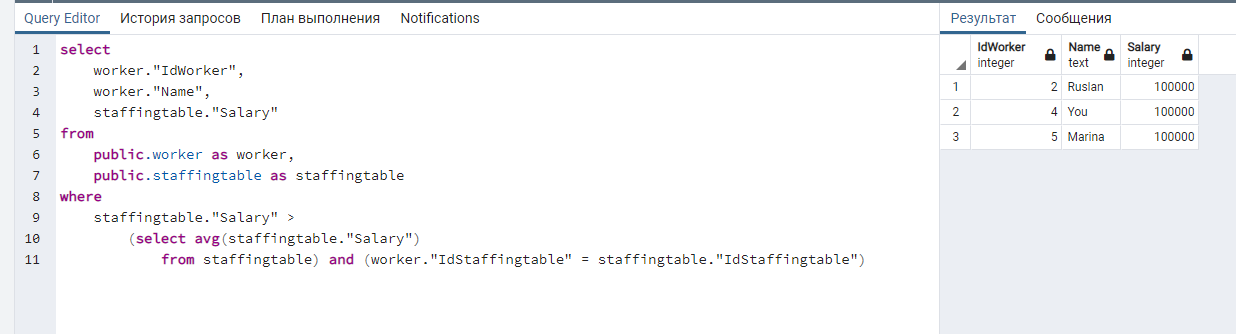 Query Editor История запросов План выполнения Notifications
1 select
2 worker."IdWorker",
3 worker."Name",
4 staffingtable."Salary"
5 from
6 public.worker as worker,
7 public.staffingtable as staffingtable
8 where
9 staffingtable."Salary" >
10 (select avg(staffingtable."Salary")
11 from staffingtable) and (worker."IdStaffingtable" = staffingtable."IdStaffingtable")
Результат Сообщения
IdWorker Name Salary
integer text integer
1 2 Ruslan 100000
2 4 You 100000
3 5 Marina 100000